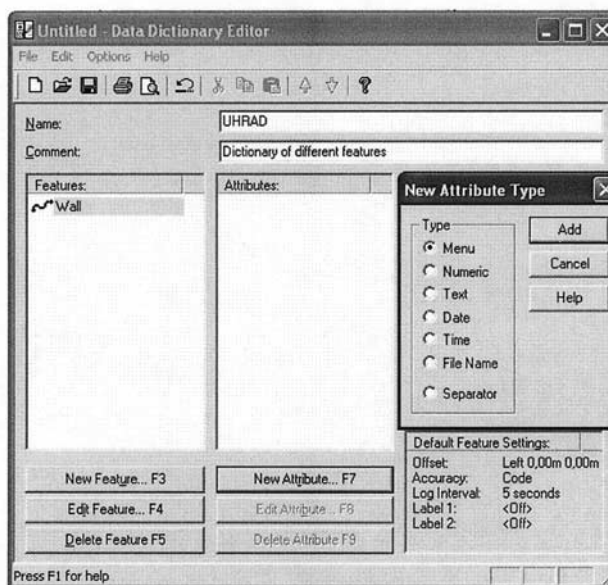 Untitled - Data Dictionary Editor
File Edit Options Help
Name: UHRAD
Comment: Dictionary of different features
Features:
Wall
Attributes:
New Attribute Type
Type
Menu
Numeric
Text
Date
Time
File Name
Separator
Add
Cancel
Help
Default Feature Settings:
Offset: Left 0,00m 0,00m
Accuracy: Code
Log Interval: 5 seconds
Label 1: <Off>
Label 2: <Off>
New Feature... F3
New Attribute... F7
Edit Feature... F4
Edit Attribute... F8
Delete Feature F5
Delete Attribute F9
Press F1 for help